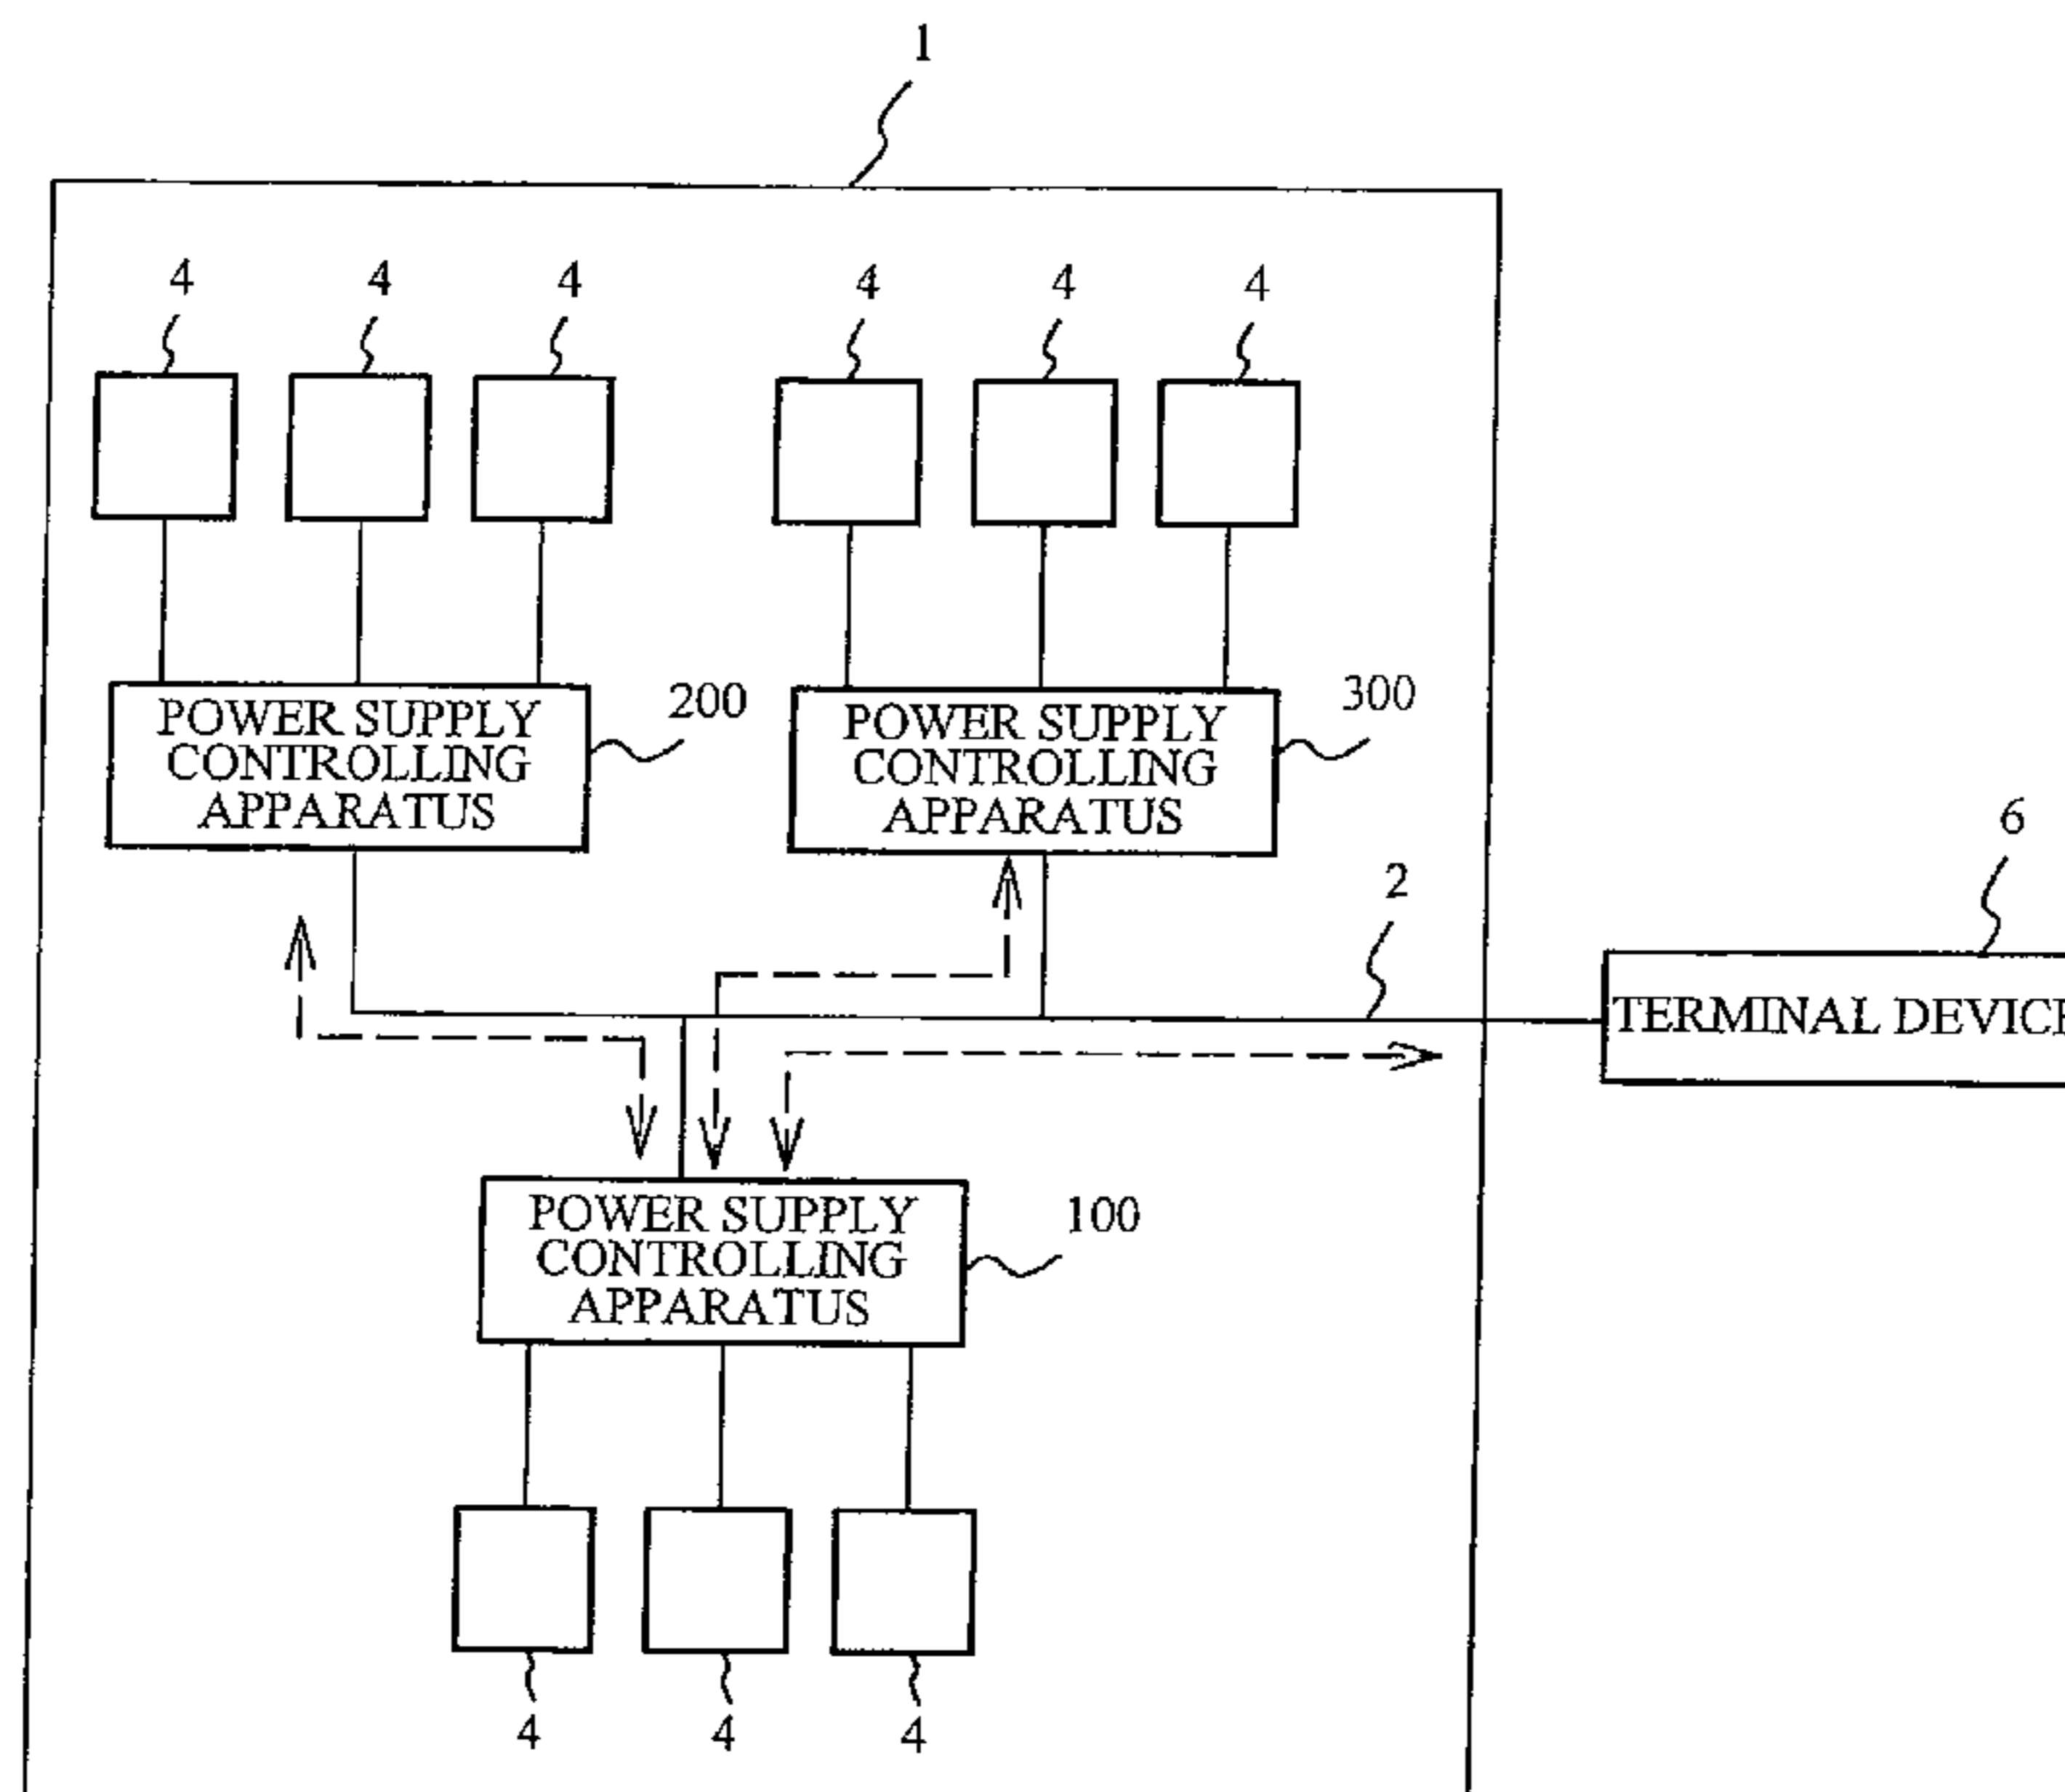 1
4 4 4 4 4 4
POWER SUPPLY
CONTROLLING
APPARATUS
200
POWER SUPPLY
CONTROLLING
APPARATUS
300
2
6
TERMINAL DEVICE
POWER SUPPLY
CONTROLLING
APPARATUS
100
4 4 4